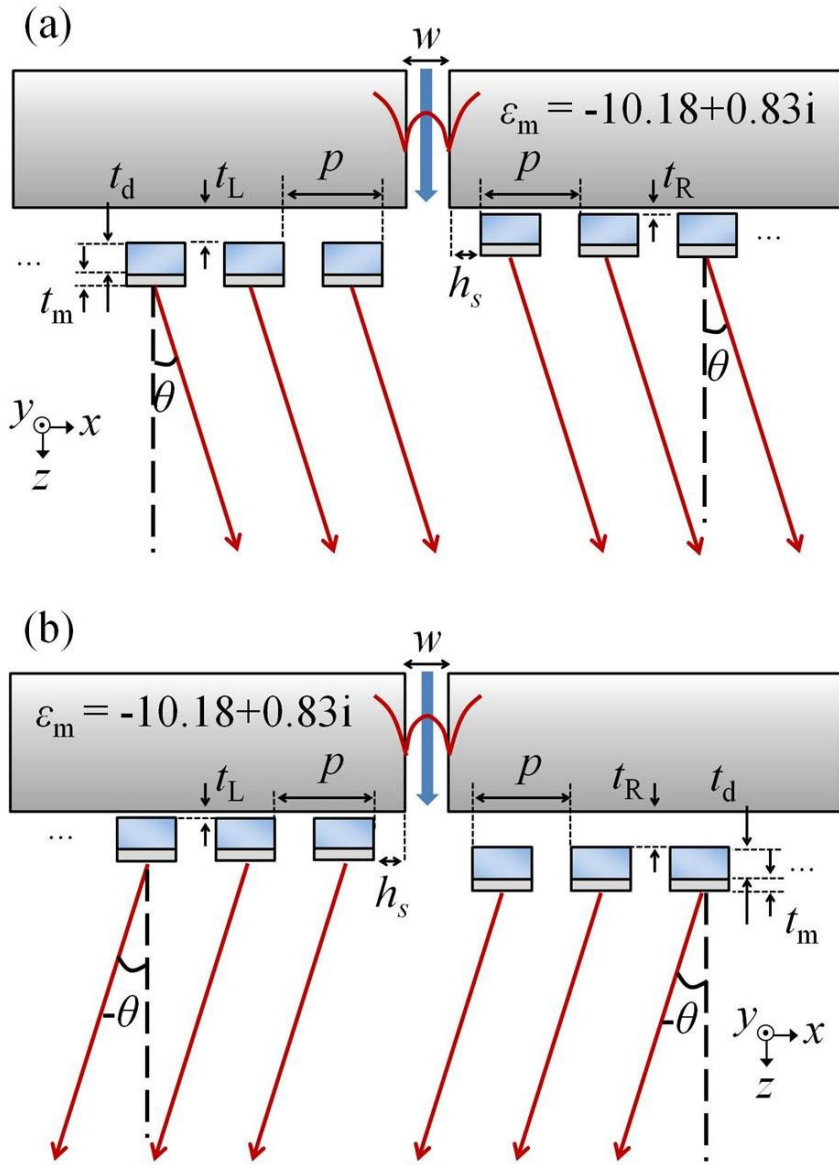 (a)
w
εm = -10.18+0.83i
td
tL
p
p
tR
...
...
tm
hs
θ
θ
y
x
z
(b)
w
εm = -10.18+0.83i
tL
p
p
tR
td
...
...
hs
tm
-θ
-θ
y
x
z